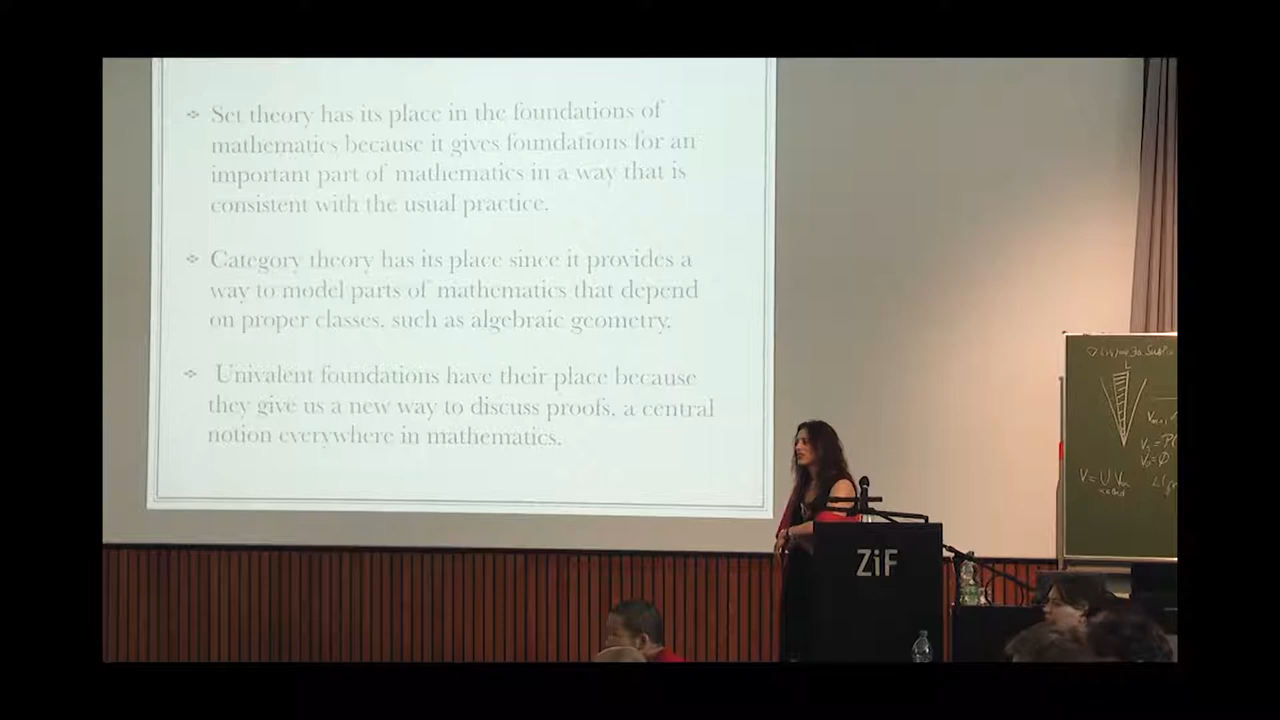 Set theory has its place in the foundations of
mathematics because it gives foundations for an
important part of mathematics in a way that is
consistent with the usual practice.
Category theory has its place since it provides a
way to model parts of mathematics that depend
on proper classes, such as algebraic geometry.
Univalent foundations have their place because
they give us a new way to discuss proofs, a central
notion everywhere in mathematics.
ZiF
L
V₀=∅
V=∪Vα